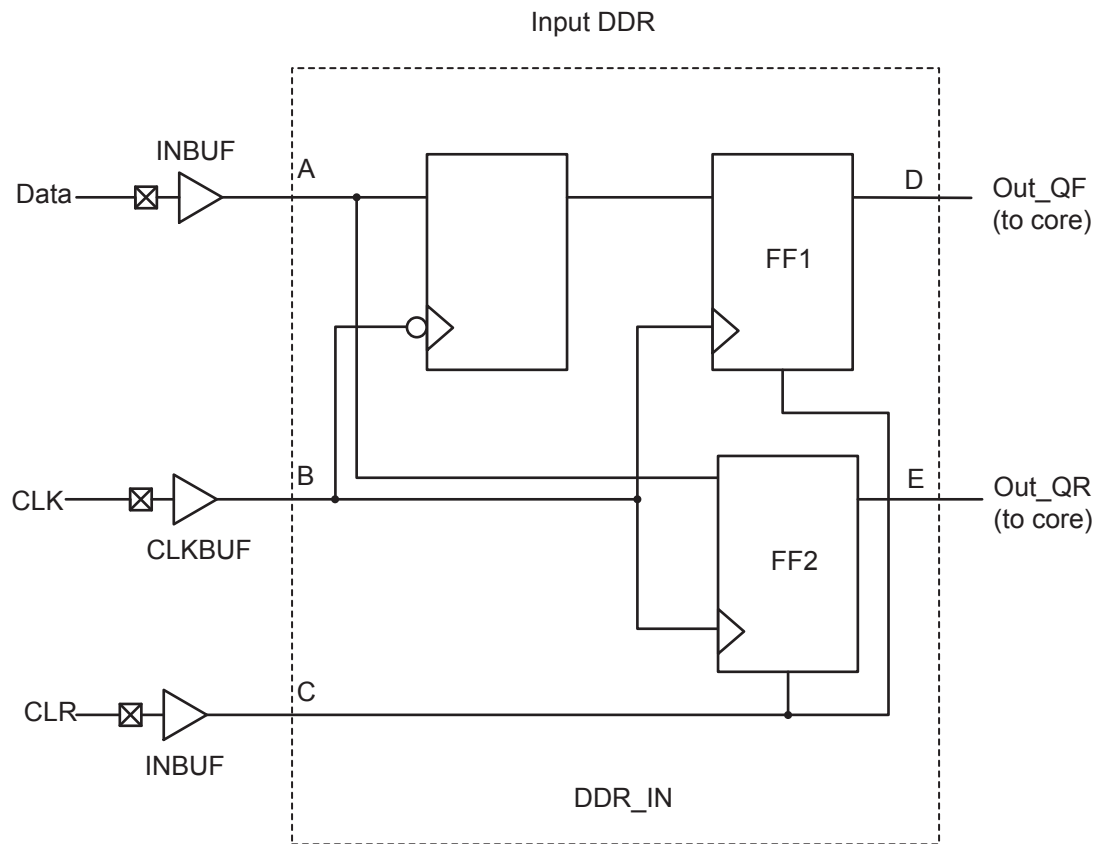 Input DDR
INBUF
A
Data
D
Out_QF
(to core)
FF1
B
CLK
CLKBUF
E
Out_QR
(to core)
FF2
C
CLR
INBUF
DDR_IN